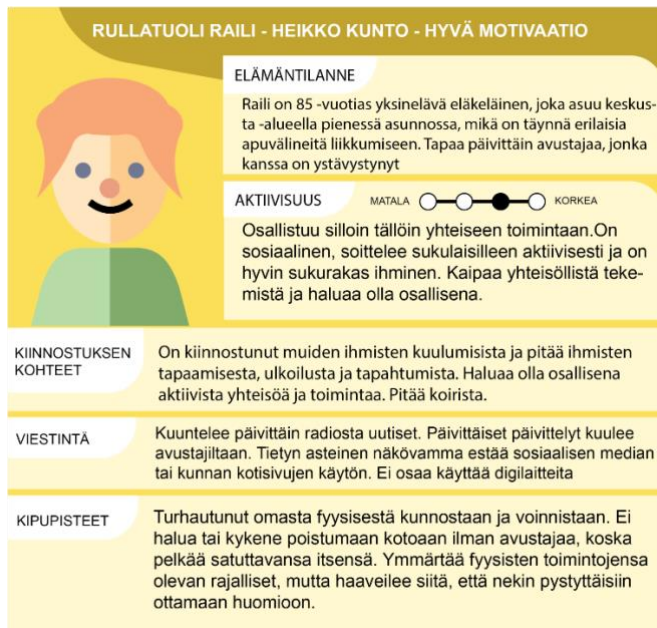 RULLATUOLI RAILI - HEIKKO KUNTO - HYVÄ MOTIVAATIO
ELÄMÄNTILANNE
Raili on 85 -vuotias yksinelävä eläkeläinen, joka asuu keskus-
ta -alueella pienessä asunnossa, mikä on täynnä erilaisia
apuvälineitä liikkumiseen. Tapaa päivittäin avustajaa, jonka
kanssa on ystävystynyt
AKTIIVISUUS MATALA KORKEA
Osallistuu silloin tällöin yhteiseen toimintaan.On
sosiaalinen, soittelee sukulaisilleen aktiivisesti ja on
hyvin sukurakas ihminen. Kaipaa yhteisöllistä teke-
mistä ja haluaa olla osallisena.
KIINNOSTUKSEN
KOHTEET
On kiinnostunut muiden ihmisten kuulumisista ja pitää ihmisten
tapaamisesta, ulkoilusta ja tapahtumista. Haluaa olla osallisena
aktiivista yhteisöä ja toimintaa. Pitää koirista.
VIESTINTÄ
Kuuntelee päivittäin radiosta uutiset. Päivittäiset päivittelyt kuulee
avustajiltaan. Tietyn asteinen näkövamma estää sosiaalisen median
tai kunnan kotisivujen käytön. Ei osaa käyttää digilaitteita
KIPUPISTEET
Turhautunut omasta fyysisestä kunnostaan ja voinnistaan. Ei
halua tai kykene poistumaan kotoaan ilman avustajaa, koska
pelkää satuttavansa itsensä. Ymmärtää fyysisten toimintojensa
olevan rajalliset, mutta haaveilee siitä, että nekin pystyttäisiin
ottamaan huomioon.